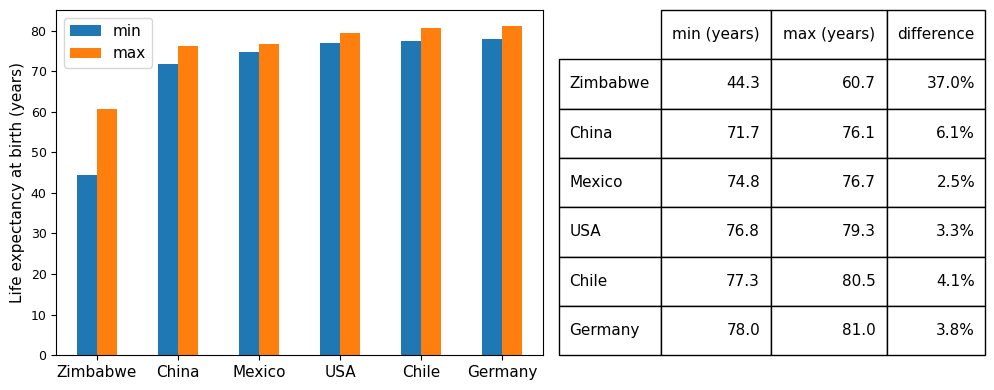 min
max
Life expectancy at birth (years)
80
70
60
50
40
30
20
10
0
Zimbabwe China Mexico USA Chile Germany
min (years) max (years) difference
Zimbabwe 44.3 60.7 37.0%
China 71.7 76.1 6.1%
Mexico 74.8 76.7 2.5%
USA 76.8 79.3 3.3%
Chile 77.3 80.5 4.1%
Germany 78.0 81.0 3.8%